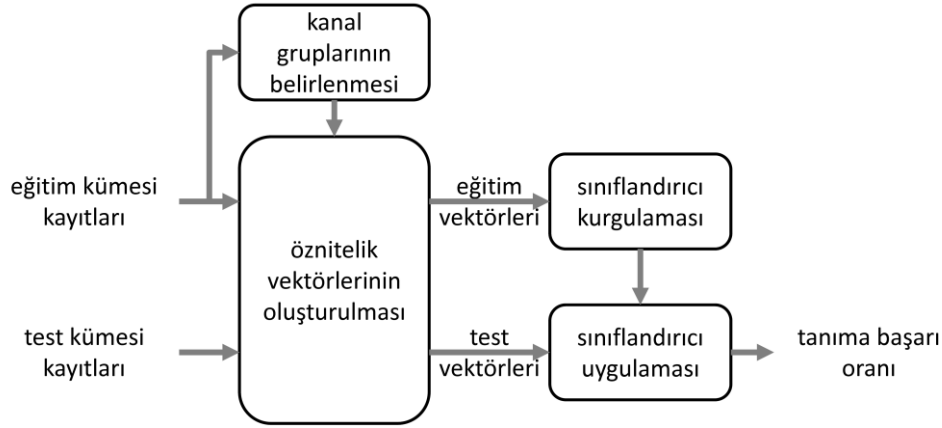 kanal
gruplarının
belirlenmesi
eğitim kümesi
kayıtları
öznitelik
vektörlerinin
oluşturulması
eğitim
vektörleri
sınıflandırıcı
kurgulaması
test kümesi
kayıtları
test
vektörleri
sınıflandırıcı
uygulaması
tanıma başarı
oranı